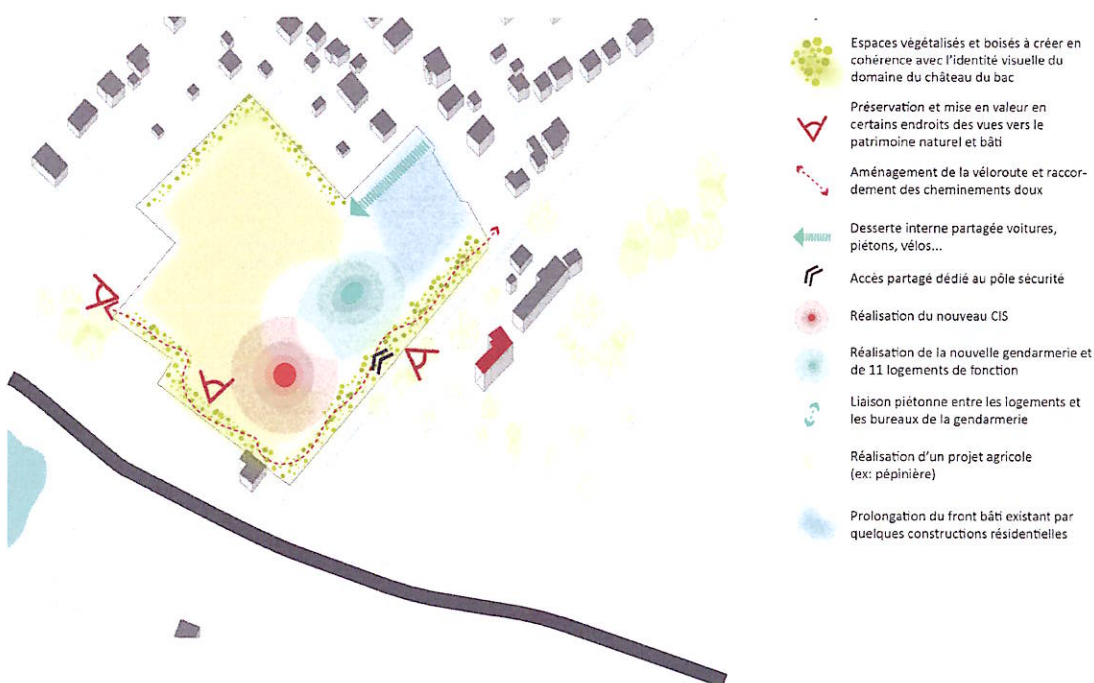 Espaces végétalisés et boisés à créer en
cohérence avec l'identité visuelle du
domaine du château du bac
Préservation et mise en valeur en
certains endroits des vues vers le
patrimoine naturel et bâti
Aménagement de la véloroute et raccor-
dement des cheminements doux
Desserte interne partagée voitures,
piétons, vélos...
Accès partagé dédié au pôle sécurité
Réalisation du nouveau CIS
Réalisation de la nouvelle gendarmerie et
de 11 logements de fonction
Liaison piétonne entre les logements et
les bureaux de la gendarmerie
Réalisation d'un projet agricole
(ex: pépinière)
Prolongation du front bâti existant par
quelques constructions résidentielles